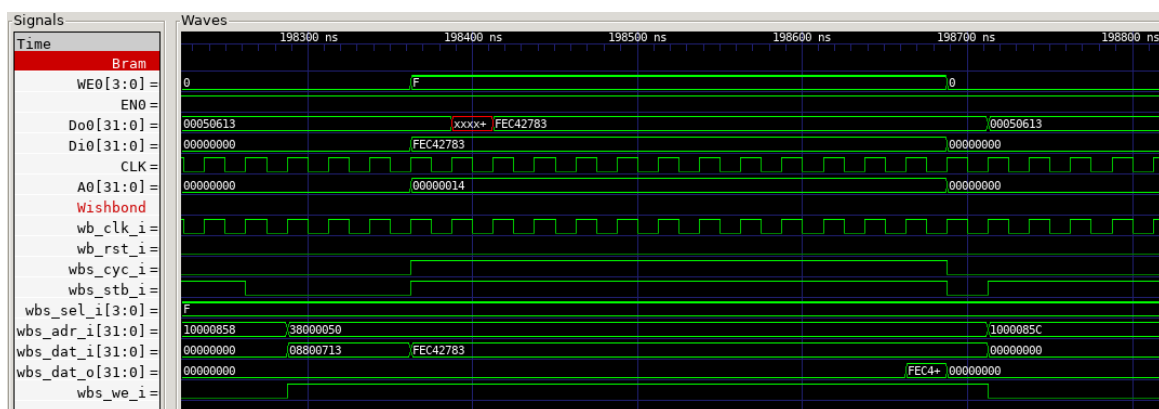 Signals Waves
Time 198300 ns 198400 ns 198500 ns 198600 ns 198700 ns 198800 ns
Bram
WE0[3:0] = 0 F 0
EN0 =
Do0[31:0] = 00050613 xxxx+ FEC42783 00050613
Di0[31:0] = 00000000 FEC42783 00000000
CLK =
A0[31:0] = 00000000 00000014 00000000
Wishbond
wb_clk_i =
wb_rst_i =
wbs_cyc_i =
wbs_stb_i =
wbs_sel_i[3:0] = F
wbs_adr_i[31:0] = 10000858 38000050 1000085C
wbs_dat_i[31:0] = 00000000 08800713 FEC42783 00000000
wbs_dat_o[31:0] = 00000000 FEC4+ 00000000
wbs_we_i =